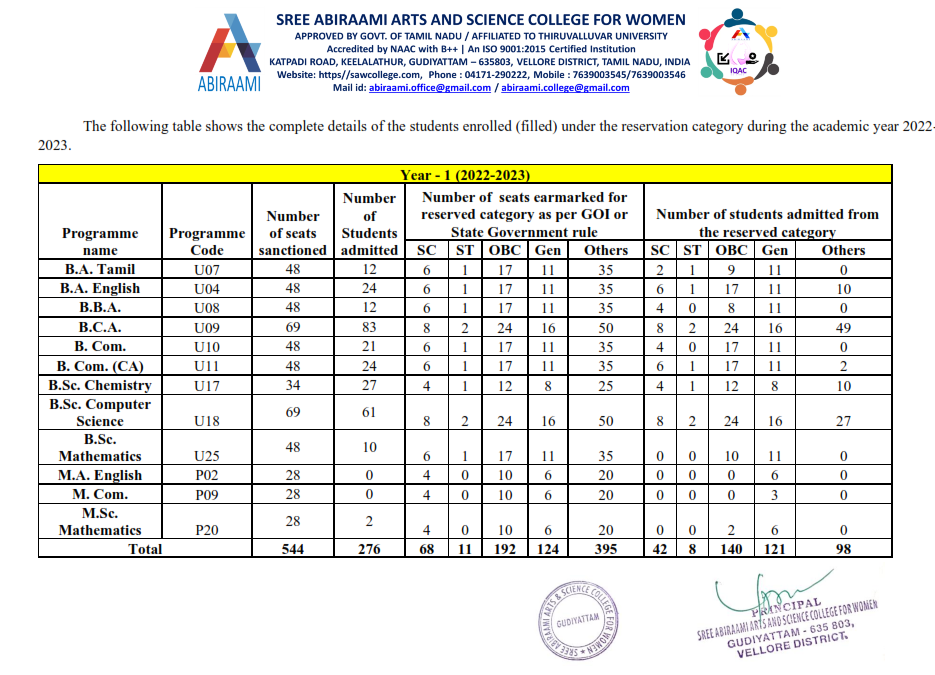 SREE ABIRAAMI ARTS AND SCIENCE COLLEGE FOR WOMEN
APPROVED BY GOVT. OF TAMIL NADU / AFFILIATED TO THIRUVALLUVAR UNIVERSITY
Accredited by NAAC with B++ | An ISO 9001:2015 Certified Institution
KATPADI ROAD, KEELALATHUR, GUDIYATTAM – 635803, VELLORE DISTRICT, TAMIL NADU, INDIA
Website: https//sawcollege.com, Phone : 04171-290222, Mobile : 7639003545/7639003546
Mail id: abiraami.office@gmail.com / abiraami.college@gmail.com
ABIRAAMI
IQAC
The following table shows the complete details of the students enrolled (filled) under the reservation category during the academic year 2022-
2023.
Year - 1 (2022-2023)
Programme name Programme Code Number of seats sanctioned Number of Students admitted Number of seats earmarked for reserved category as per GOI or State Government rule Number of students admitted from the reserved category
SC ST OBC Gen Others SC ST OBC Gen Others
B.A. Tamil U07 48 12 6 1 17 11 35 2 1 9 11 0
B.A. English U04 48 24 6 1 17 11 35 6 1 17 11 10
B.B.A. U08 48 12 6 1 17 11 35 4 0 8 11 0
B.C.A. U09 69 83 8 2 24 16 50 8 2 24 16 49
B. Com. U10 48 21 6 1 17 11 35 4 0 17 11 0
B. Com. (CA) U11 48 24 6 1 17 11 35 6 1 17 11 2
B.Sc. Chemistry U17 34 27 4 1 12 8 25 4 1 12 8 10
B.Sc. Computer Science U18 69 61 8 2 24 16 50 8 2 24 16 27
B.Sc. Mathematics U25 48 10 6 1 17 11 35 0 0 10 11 0
M.A. English P02 28 0 4 0 10 6 20 0 0 0 6 0
M. Com. P09 28 0 4 0 10 6 20 0 0 0 3 0
M.Sc. Mathematics P20 28 2 4 0 10 6 20 0 0 2 6 0
Total 544 276 68 11 192 124 395 42 8 140 121 98
SREE ABIRAAMI ARTS & SCIENCE COLLEGE FOR WOMEN
GUDIYATTAM
PRINCIPAL
SREE ABIRAAMI ARTS AND SCIENCE COLLEGE FOR WOMEN
GUDIYATTAM - 635 803,
VELLORE DISTRICT.